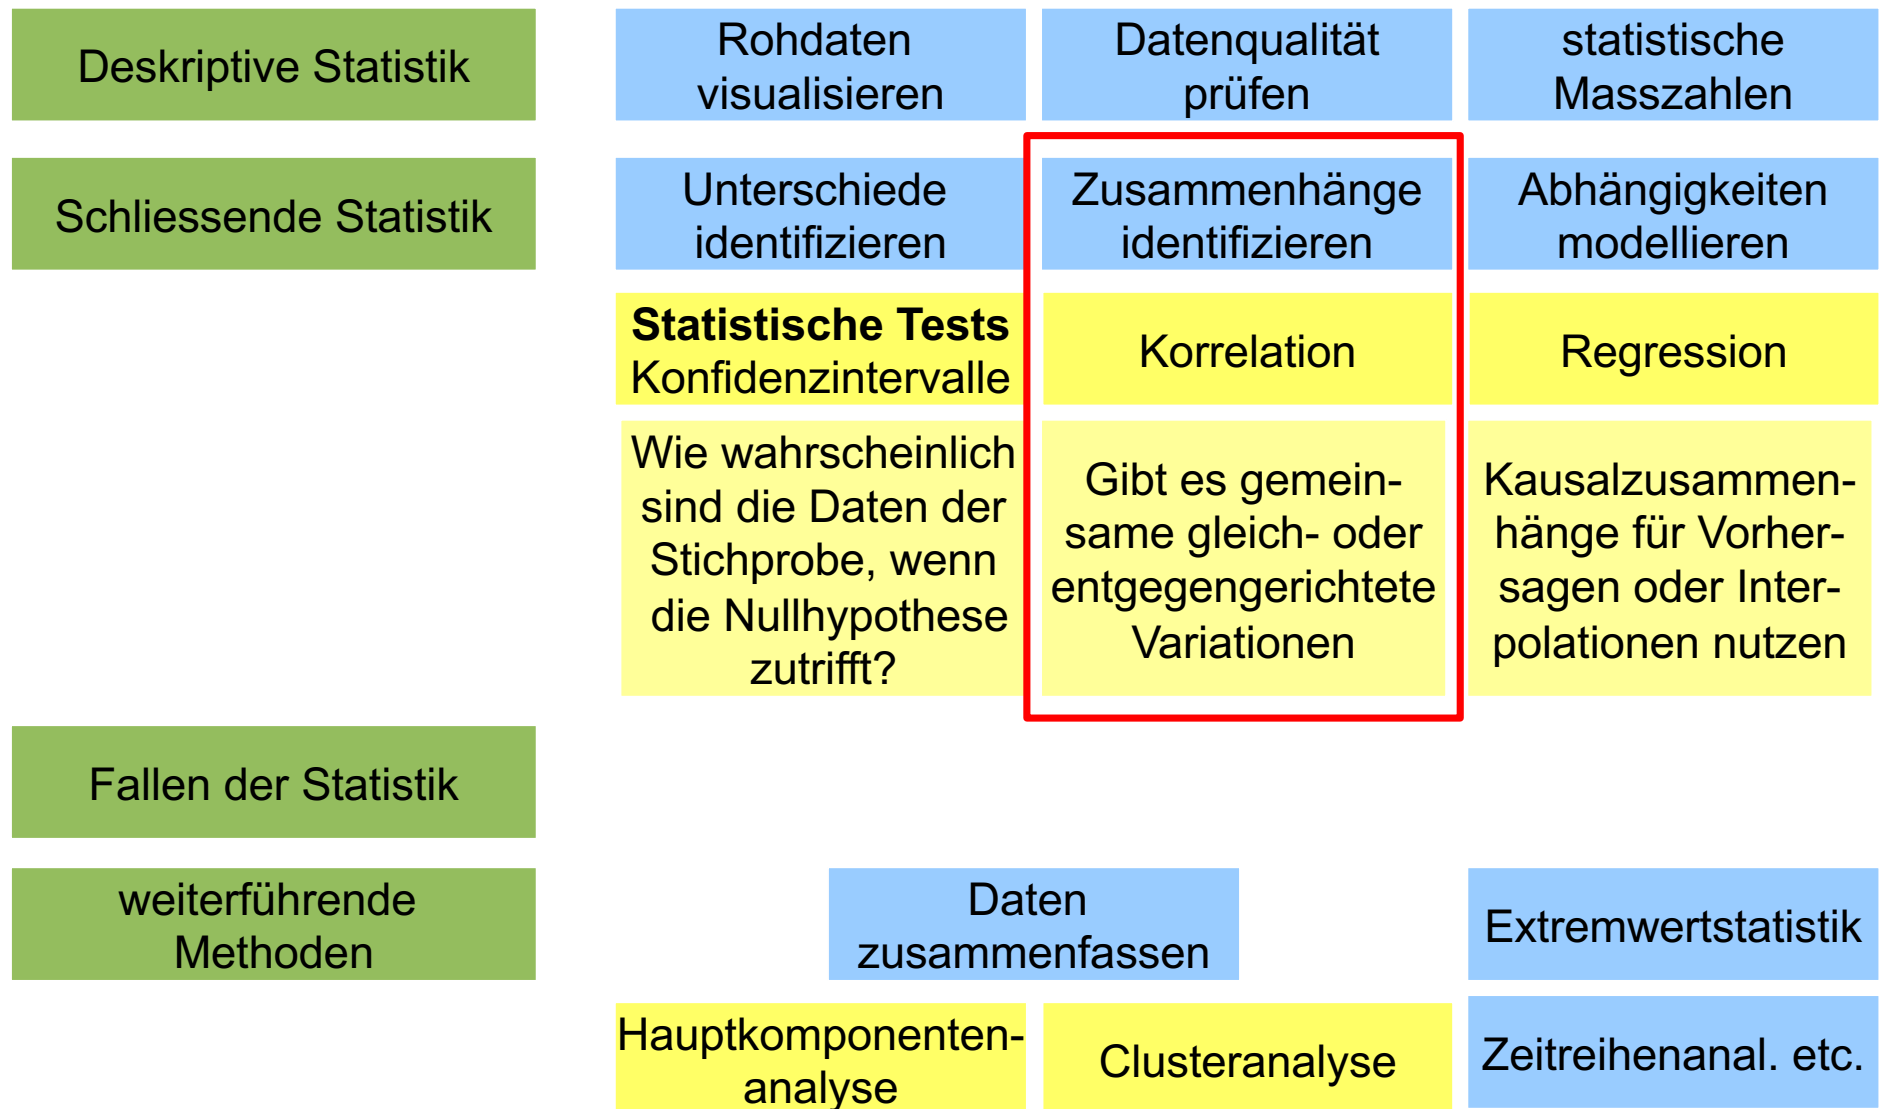 Deskriptive Statistik
Rohdaten
visualisieren
Datenqualität
prüfen
statistische
Masszahlen
Schliessende Statistik
Unterschiede
identifizieren
Zusammenhänge
identifizieren
Abhängigkeiten
modellieren
Statistische Tests
Konfidenzintervalle
Korrelation
Regression
Wie wahrscheinlich
sind die Daten der
Stichprobe, wenn
die Nullhypothese
zutrifft?
Gibt es gemein-
same gleich- oder
entgegengerichtete
Variationen
Kausalzusammen-
hänge für Vorher-
sagen oder Inter-
polationen nutzen
Fallen der Statistik
weiterführende
Methoden
Daten
zusammenfassen
Extremwertstatistik
Hauptkomponenten-
analyse
Clusteranalyse
Zeitreihenanal. etc.